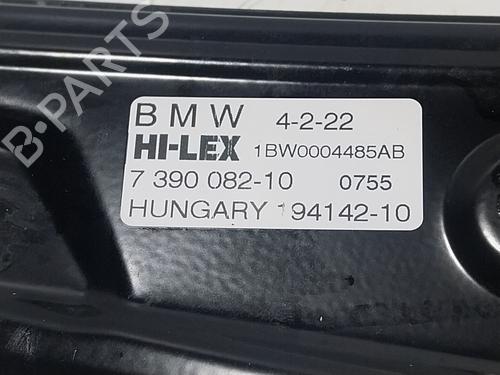 B-PARTS
BMW 4-2-22
HI-LEX 1BW0004485AB
7 390 082-10 0755
HUNGARY 194142-10